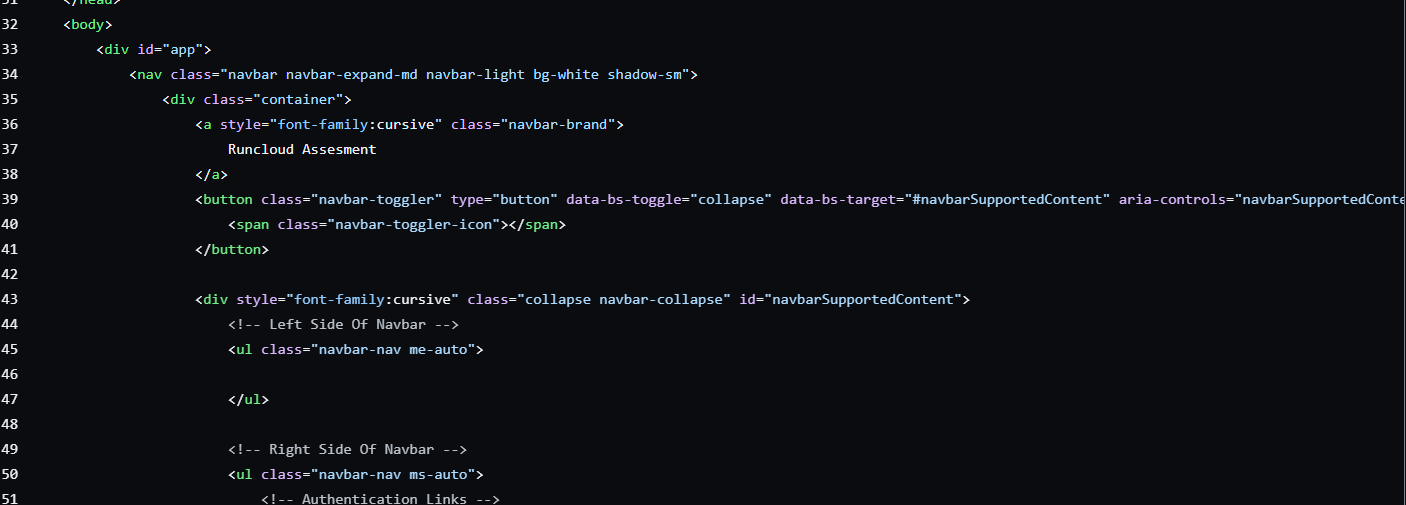 31 </head>
32 <body>
33 <div id="app">
34 <nav class="navbar navbar-expand-md navbar-light bg-white shadow-sm">
35 <div class="container">
36 <a style="font-family:cursive" class="navbar-brand">
37 Runcloud Assesment
38 </a>
39 <button class="navbar-toggler" type="button" data-bs-toggle="collapse" data-bs-target="#navbarSupportedContent" aria-controls="navbarSupportedConte
40 <span class="navbar-toggler-icon"></span>
41 </button>
42
43 <div style="font-family:cursive" class="collapse navbar-collapse" id="navbarSupportedContent">
44 <!-- Left Side Of Navbar -->
45 <ul class="navbar-nav me-auto">
46
47 </ul>
48
49 <!-- Right Side Of Navbar -->
50 <ul class="navbar-nav ms-auto">
51 <!-- Authentication Links -->